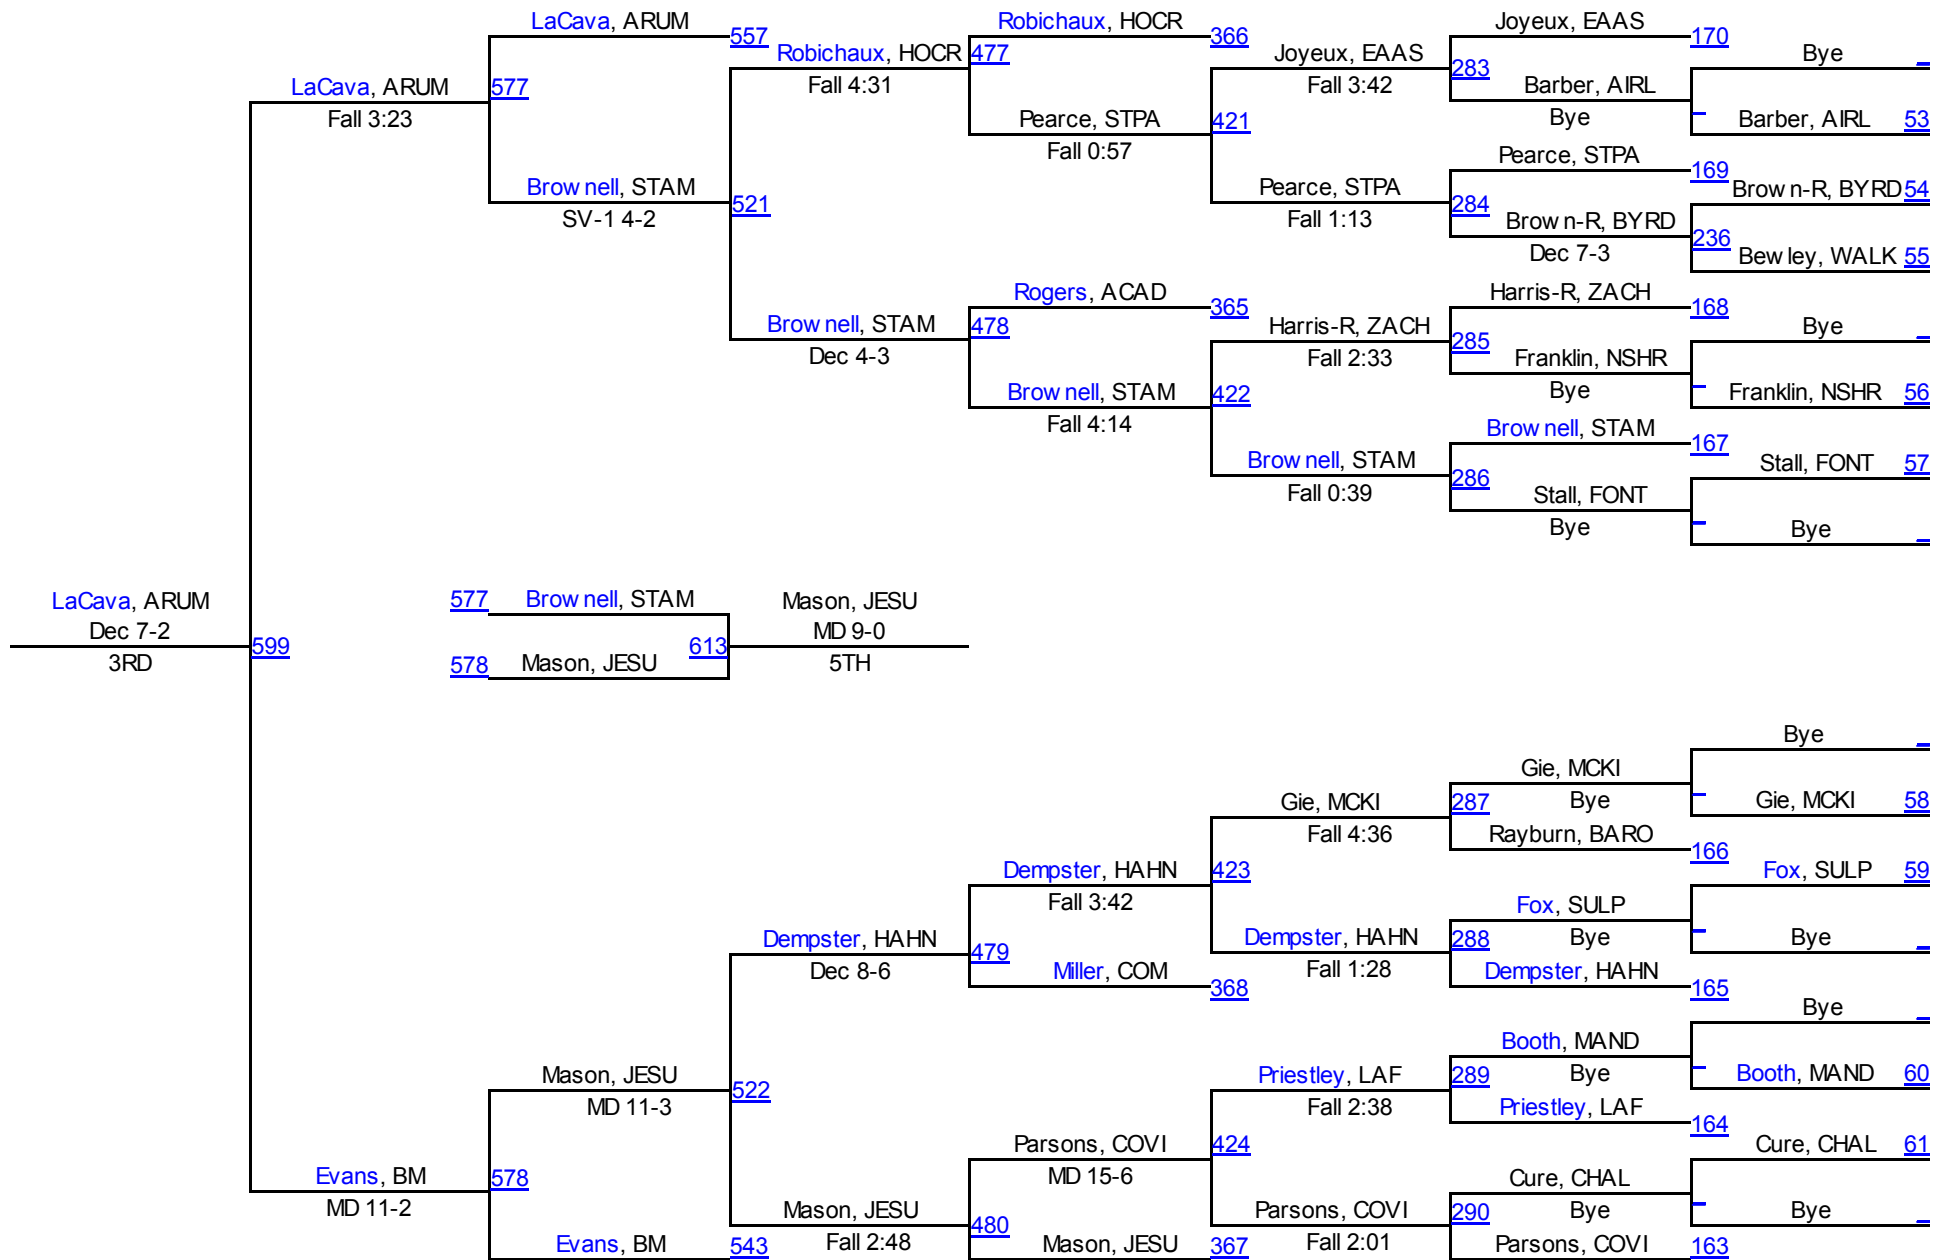 LaCava, ARUM
557
Robichaux, HOCR
366
Joyeux, EAAS
170
Robichaux, HOCR
477
Joyeux, EAAS
Bye
LaCava, ARUM
577
Fall 4:31
Fall 3:42
283
Barber, AIRL
Fall 3:23
Pearce, STPA
421
Bye
Barber, AIRL 53
Fall 0:57
Pearce, STPA
169
Brownell, STAM
521
Pearce, STPA
284
Brown-R, BYRD 54
SV-1 4-2
Fall 1:13
Brown-R, BYRD
236
Dec 7-3
Bewley, WALK 55
Rogers, ACAD
365
Harris-R, ZACH
168
Brownell, STAM
478
Harris-R, ZACH
285
Bye
Dec 4-3
Fall 2:33
Franklin, NSHR
Brownell, STAM
422
Bye
Franklin, NSHR 56
Fall 4:14
Brownell, STAM
167
Brownell, STAM
286
Stall, FONT 57
Fall 0:39
Stall, FONT
Bye
Bye
LaCava, ARUM
Dec 7-2
3RD
599
577
Brownell, STAM
613
578
Mason, JESU
Mason, JESU
MD 9-0
5TH
Bye
Gie, MCKI
Gie, MCKI
287
Bye
Gie, MCKI 58
Fall 4:36
Rayburn, BARO
166
Dempster, HAHN
423
Fox, SULP 59
Fall 3:42
Fox, SULP
Dempster, HAHN
479
Dempster, HAHN
288
Bye
Bye
Dec 8-6
Miller, COM
368
Fall 1:28
Dempster, HAHN
165
Bye
Booth, MAND
Mason, JESU
522
Priestley, LAF
289
Bye
Booth, MAND 60
MD 11-3
Fall 2:38
Priestley, LAF
164
Parsons, COVI
424
Cure, CHAL 61
MD 15-6
Evans, BM
578
Cure, CHAL
MD 11-2
Mason, JESU
480
Parsons, COVI
290
Bye
Bye
Evans, BM
543
Fall 2:48
Mason, JESU
367
Fall 2:01
Parsons, COVI
163